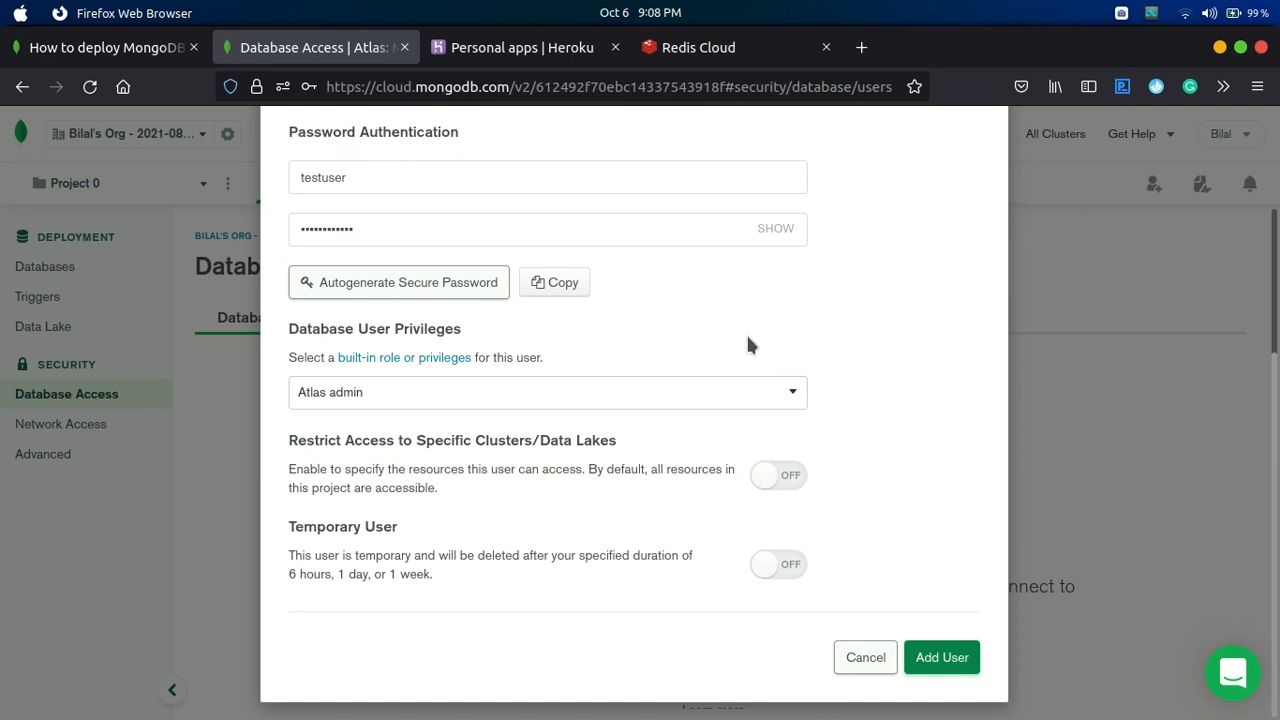 Firefox Web Browser
Oct 6 9:08 PM
99 %
How to deploy MongoDB
Database Access | Atlas: M
Personal apps | Heroku
Redis Cloud
https://cloud.mongodb.com/v2/612492f70ebc14337543918f#security/database/users
Bilal's Org - 2021-08...
All Clusters
Get Help
Bilal
Project 0
DEPLOYMENT
Databases
Triggers
Data Lake
SECURITY
Database Access
Network Access
Advanced
BILAL'S ORG -
Datab
Datab
Password Authentication
testuser
••••••••••••
SHOW
Autogenerate Secure Password
Copy
Database User Privileges
Select a built-in role or privileges for this user.
Atlas admin
Restrict Access to Specific Clusters/Data Lakes
Enable to specify the resources this user can access. By default, all resources in
this project are accessible.
OFF
Temporary User
This user is temporary and will be deleted after your specified duration of
6 hours, 1 day, or 1 week.
OFF
Cancel
Add User
nnect to
Learn more